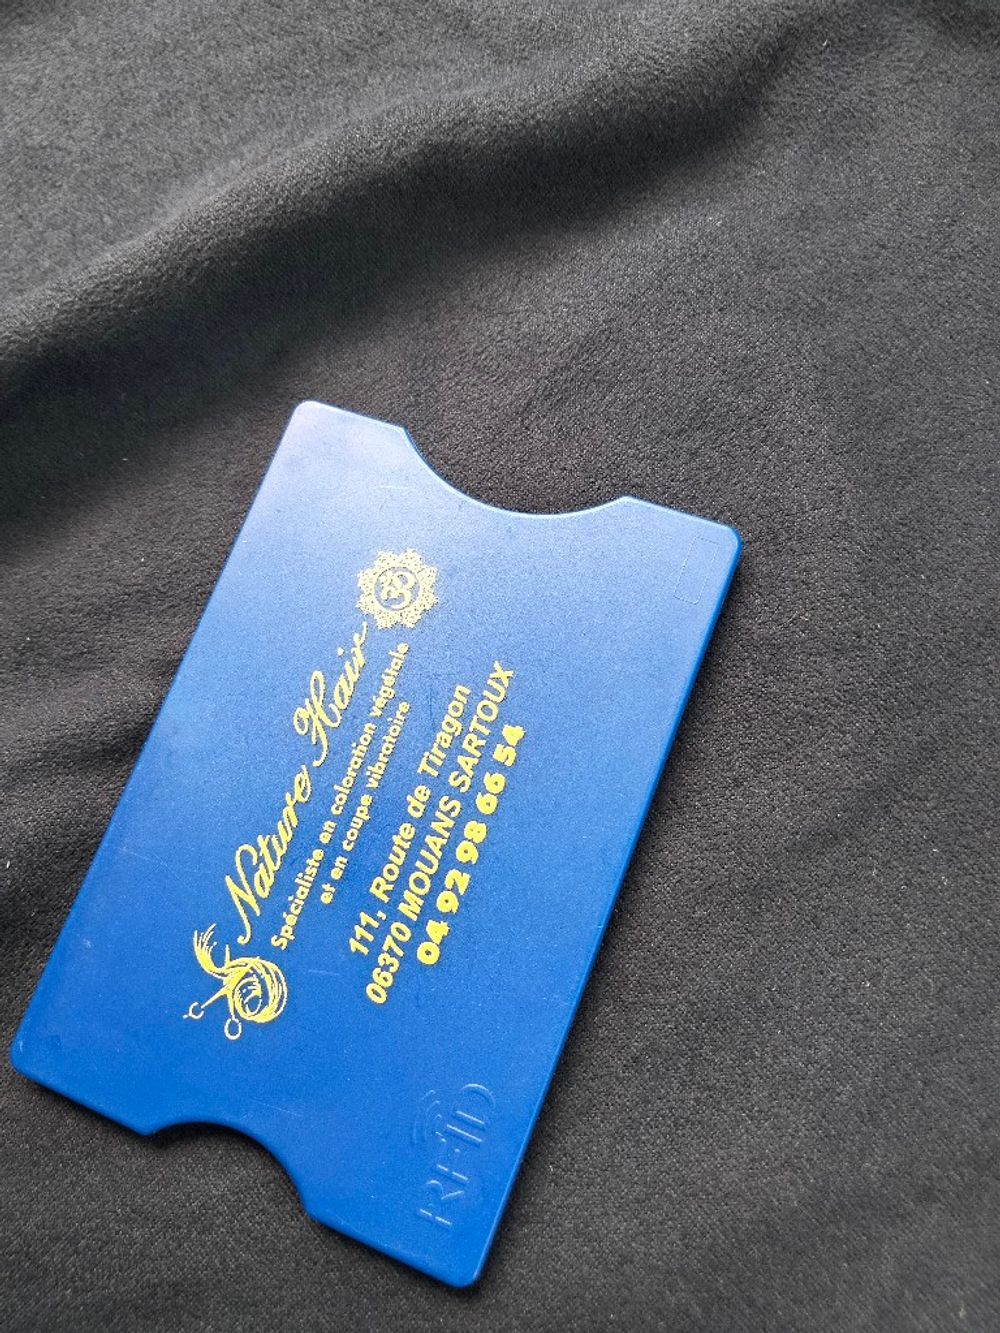 Nature Hair
ॐ
Spécialiste en coloration végétale
et en coupe vibratoire
111, Route de Tiragon
06370 MOUANS SARTOUX
04 92 98 66 54
RFID